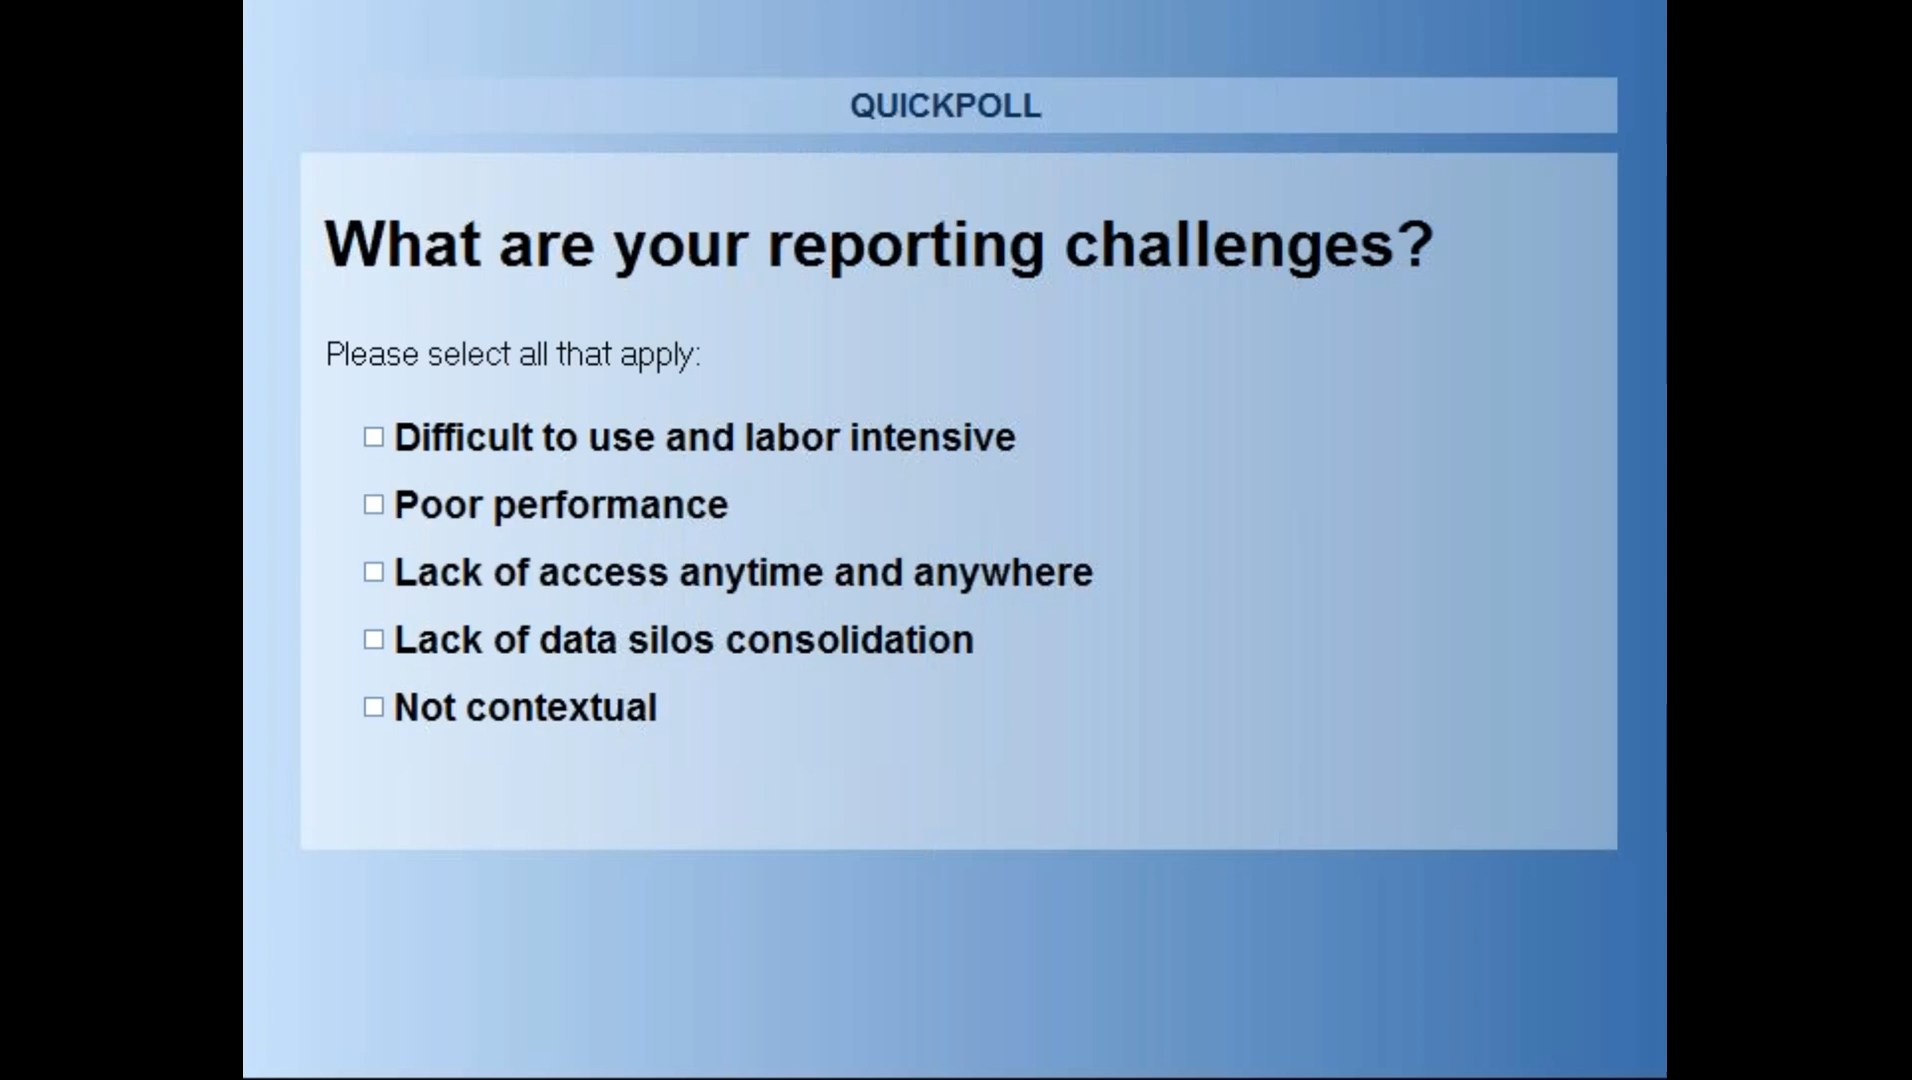 QUICKPOLL
What are your reporting challenges?
Please select all that apply:
Difficult to use and labor intensive
Poor performance
Lack of access anytime and anywhere
Lack of data silos consolidation
Not contextual